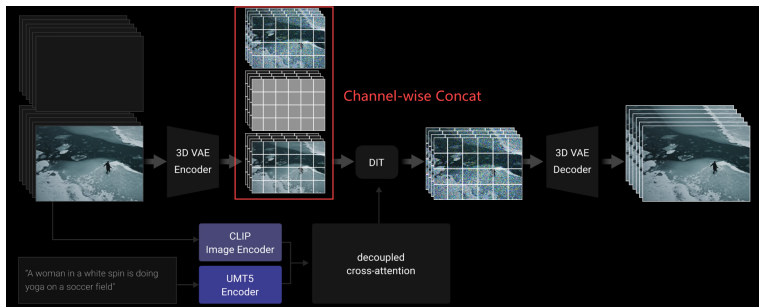 Channel-wise Concat
3D VAE
Encoder
DIT
3D VAE
Decoder
CLIP
Image Encoder
decoupled
cross-attention
"A woman in a white spin is doing
yoga on a soccer field"
UMT5
Encoder